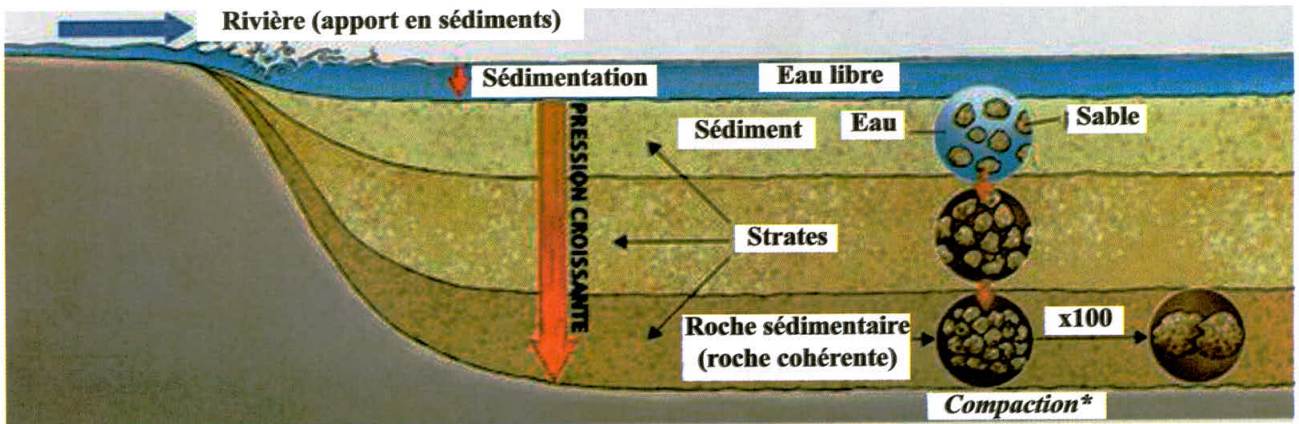 Rivière (apport en sédiments)
Sédimentation
Eau libre
PRESSION CROISSANTE
Sédiment
Eau
Sable
Strates
Roche sédimentaire
(roche cohérente)
x100
Compaction*